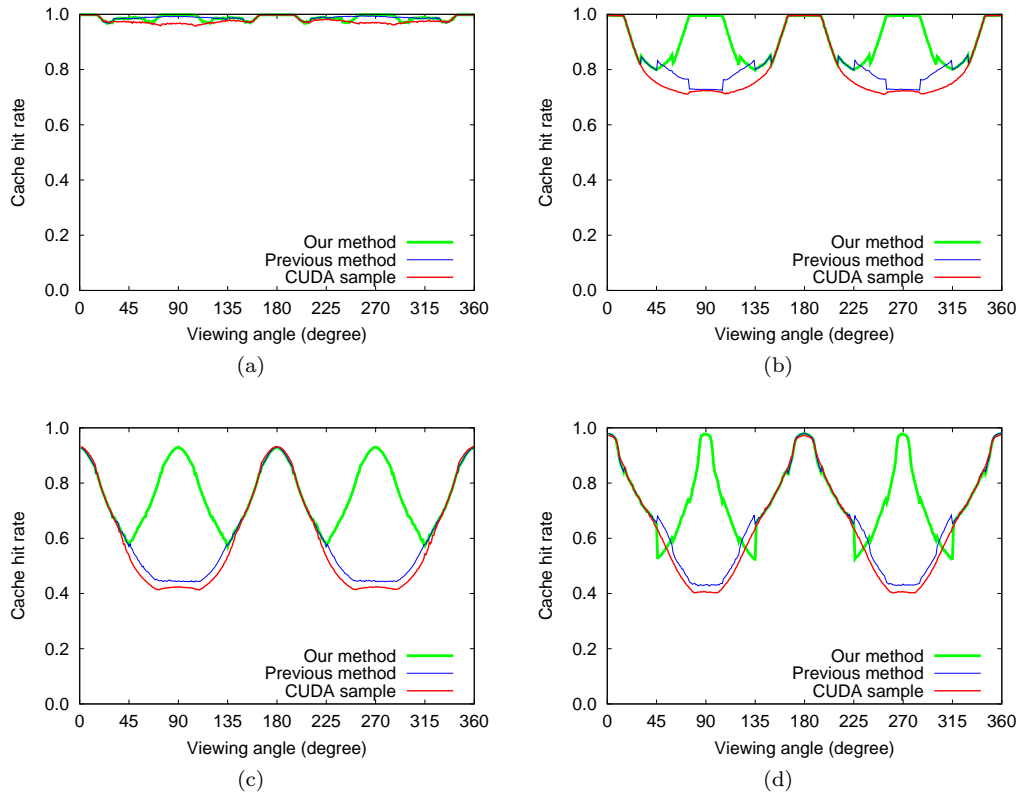 1.0
0.8
0.6
0.4
0.2
0.0
Cache hit rate
Our method
Previous method
CUDA sample
0 45 90 135 180 225 270 315 360
Viewing angle (degree)
(a)
1.0
0.8
0.6
0.4
0.2
0.0
Cache hit rate
Our method
Previous method
CUDA sample
0 45 90 135 180 225 270 315 360
Viewing angle (degree)
(b)
1.0
0.8
0.6
0.4
0.2
0.0
Cache hit rate
Our method
Previous method
CUDA sample
0 45 90 135 180 225 270 315 360
Viewing angle (degree)
(c)
1.0
0.8
0.6
0.4
0.2
0.0
Cache hit rate
Our method
Previous method
CUDA sample
0 45 90 135 180 225 270 315 360
Viewing angle (degree)
(d)